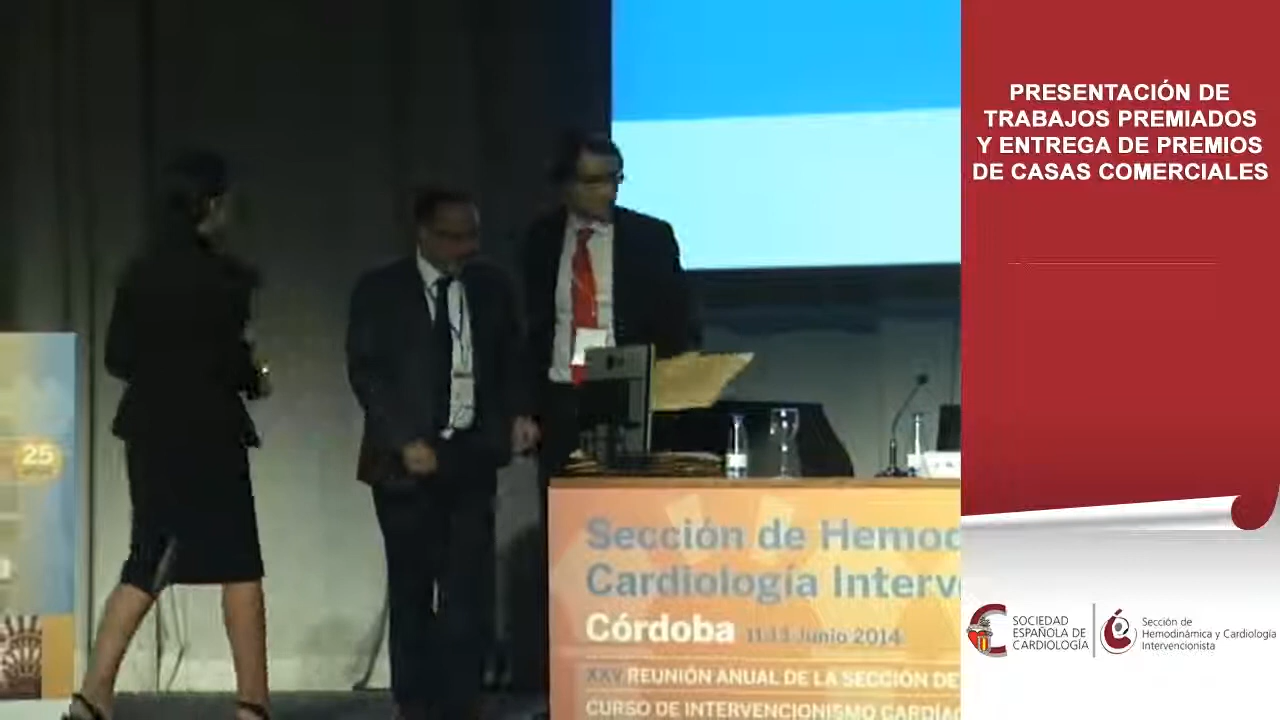 PRESENTACIÓN DE
TRABAJOS PREMIADOS
Y ENTREGA DE PREMIOS
DE CASAS COMERCIALES
25
Sección de Hemod
Cardiología Interv
Córdoba 11-13 Junio 2014
XXV REUNIÓN ANUAL DE LA SECCIÓN DE
CURSO DE INTERVENCIONISMO CARDÍAC
SOCIEDAD
ESPAÑOLA DE
CARDIOLOGÍA
Sección de
Hemodinámica y Cardiología
Intervencionista